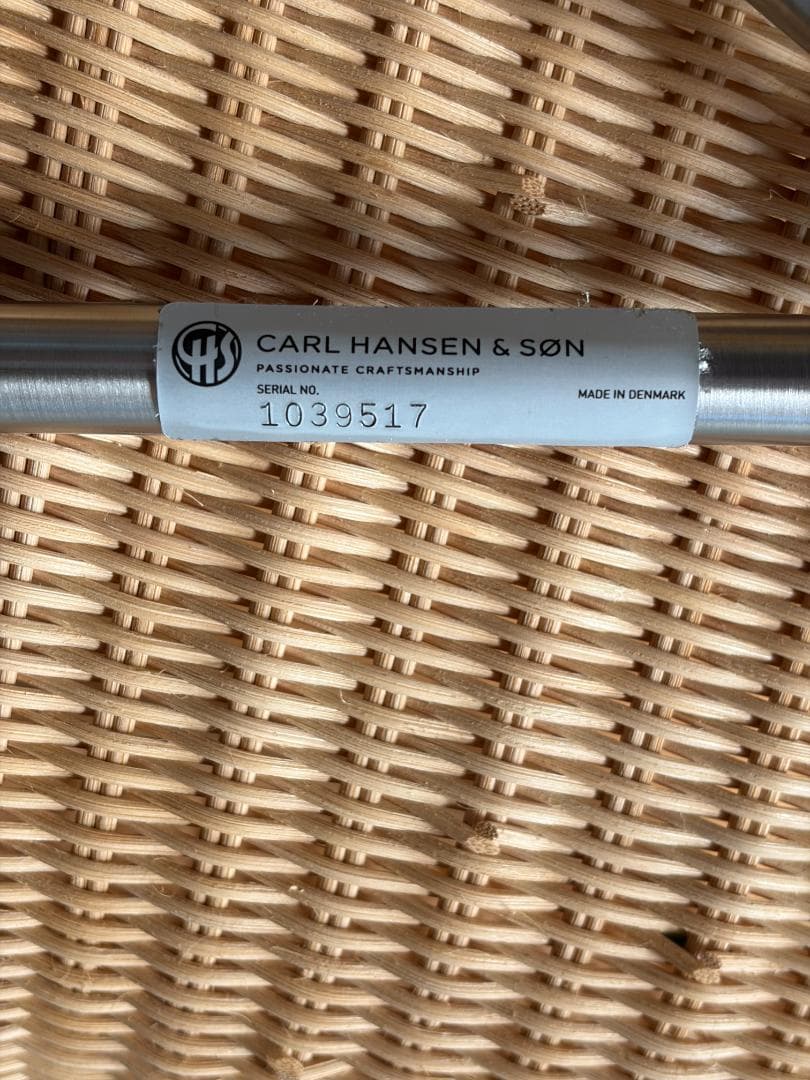 CHS
CARL HANSEN & SØN
PASSIONATE CRAFTSMANSHIP
SERIAL NO.
1039517
MADE IN DENMARK